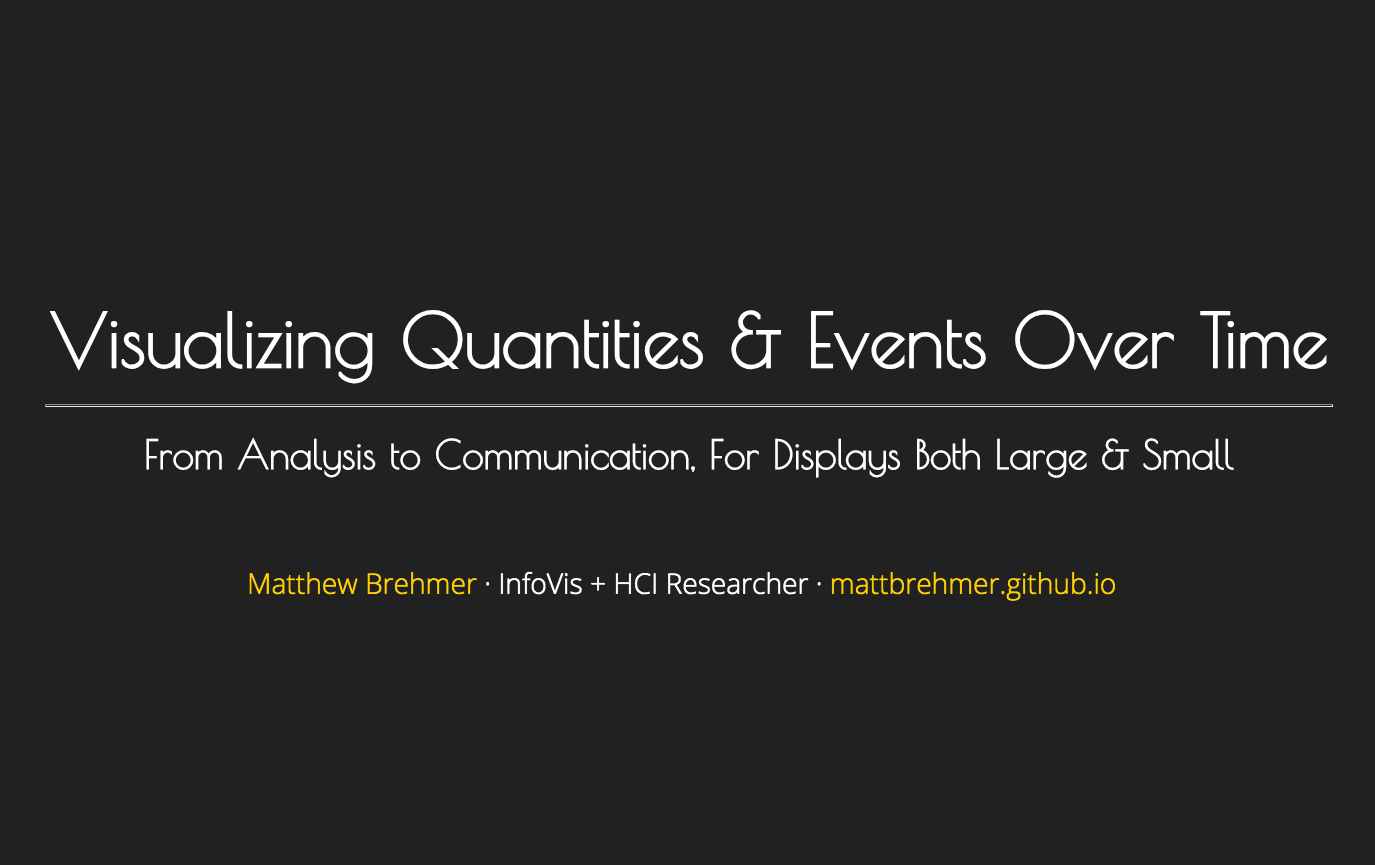 Visualizing Quantities & Events Over Time
From Analysis to Communication, For Displays Both Large & Small
Matthew Brehmer · InfoVis + HCI Researcher · mattbrehmer.github.io